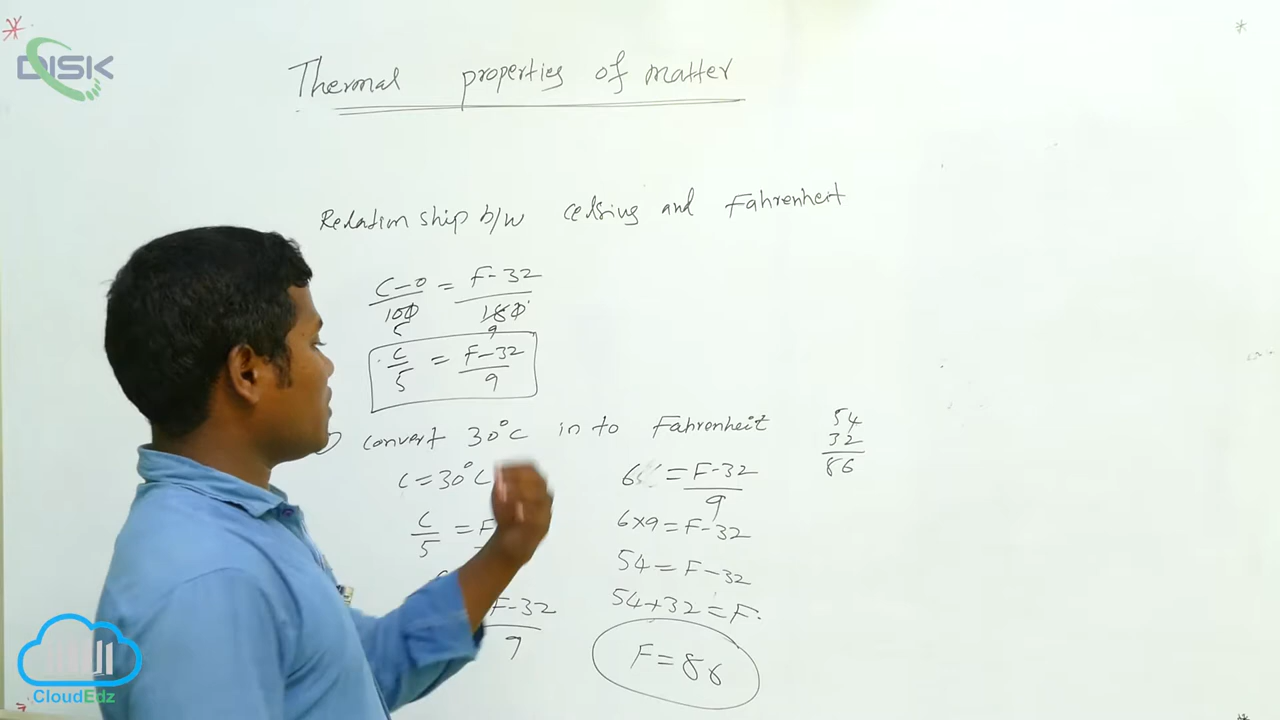 DISK
Thermal properties of matter
Relation ship b/w celsius and Fahrenheit
C-0/100 = F-32/180
5 9
C/5 = F-32/9
convert 30°C in to Fahrenheit
C=30°C
C/5 = F
F-32/9
6 = F-32/9
6×9=F-32
54=F-32
54+32=F.
F=86
54
32
86
CloudEdz